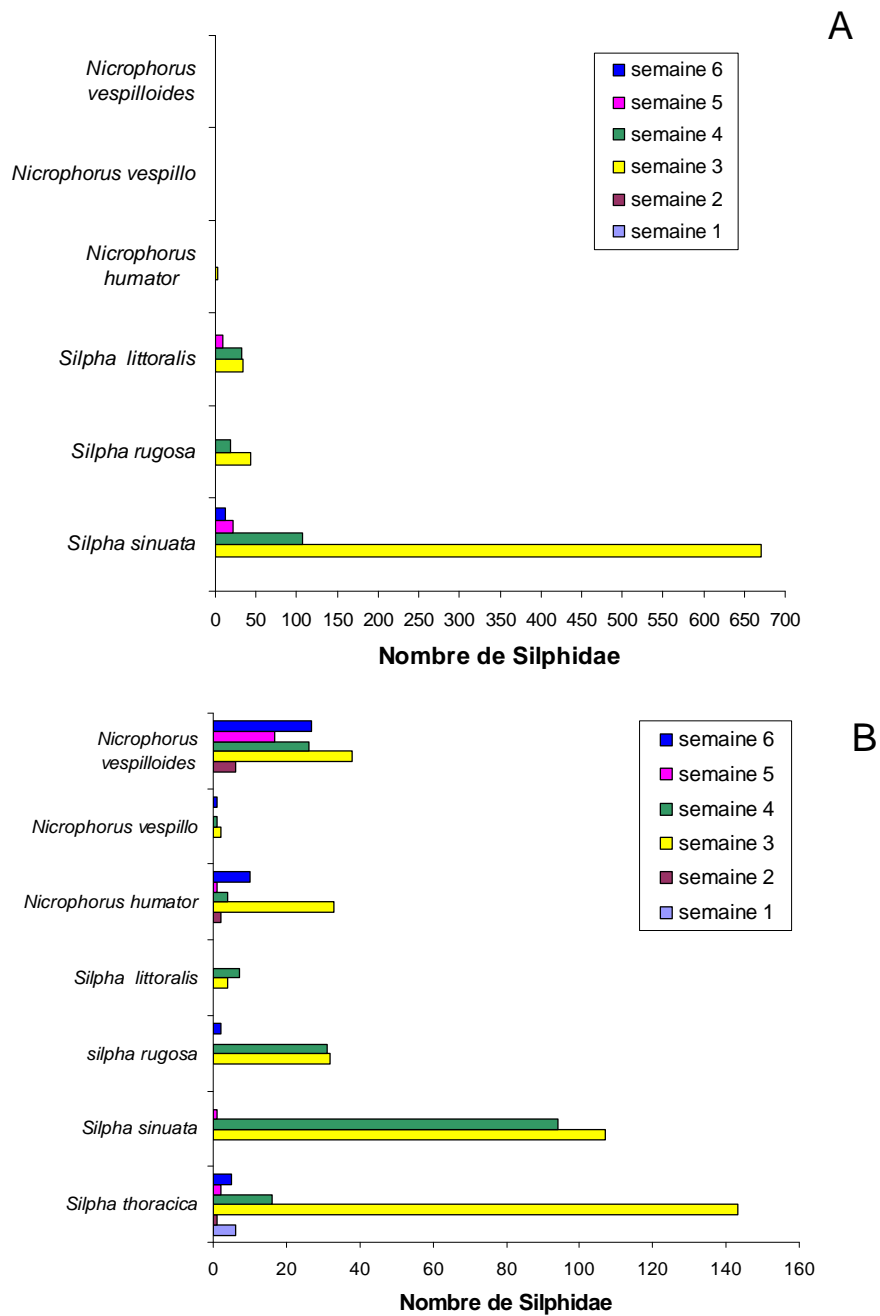 A
Nicrophorus
vespilloides
Nicrophorus vespillo
Nicrophorus
humator
Silpha littoralis
Silpha rugosa
Silpha sinuata
semaine 6
semaine 5
semaine 4
semaine 3
semaine 2
semaine 1
0 50 100 150 200 250 300 350 400 450 500 550 600 650 700
Nombre de Silphidae
B
Nicrophorus
vespilloides
Nicrophorus vespillo
Nicrophorus humator
Silpha littoralis
silpha rugosa
Silpha sinuata
Silpha thoracica
semaine 6
semaine 5
semaine 4
semaine 3
semaine 2
semaine 1
0 20 40 60 80 100 120 140 160
Nombre de Silphidae